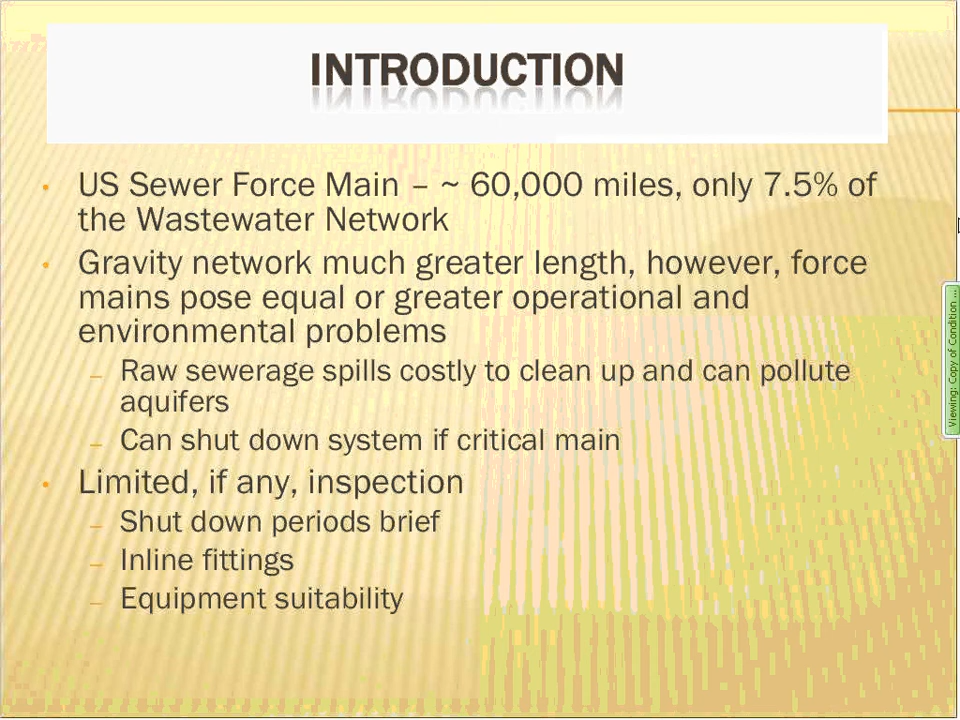 INTRODUCTION
• US Sewer Force Main – ~ 60,000 miles, only 7.5% of
the Wastewater Network
• Gravity network much greater length, however, force
mains pose equal or greater operational and
environmental problems
– Raw sewerage spills costly to clean up and can pollute
aquifers
– Can shut down system if critical main
• Limited, if any, inspection
– Shut down periods brief
– Inline fittings
– Equipment suitability
Viewing: Copy of Condition ...